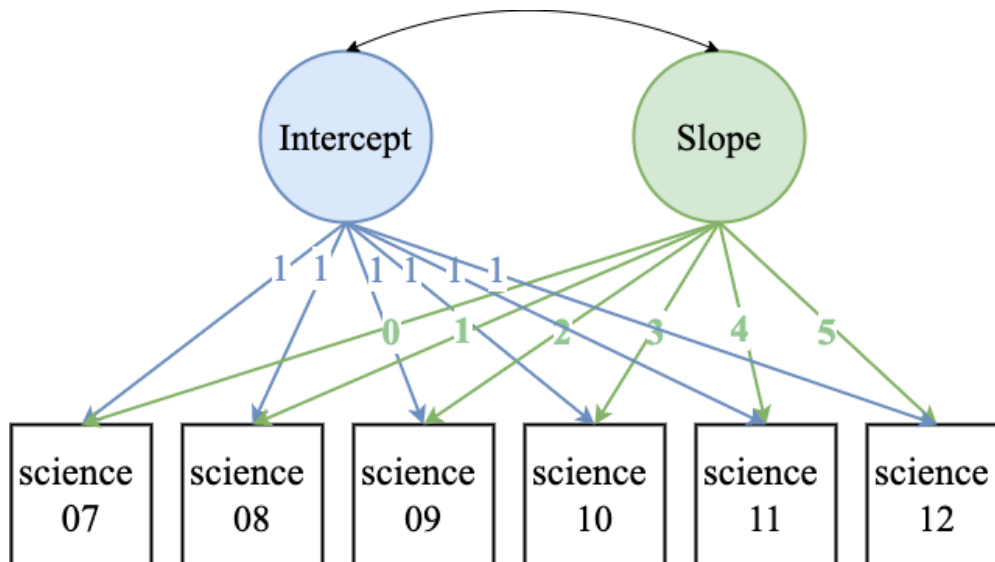 Intercept
Slope
1 1 1 1 1 1
0 1 2 3 4 5
science science science science science science
07 08 09 10 11 12